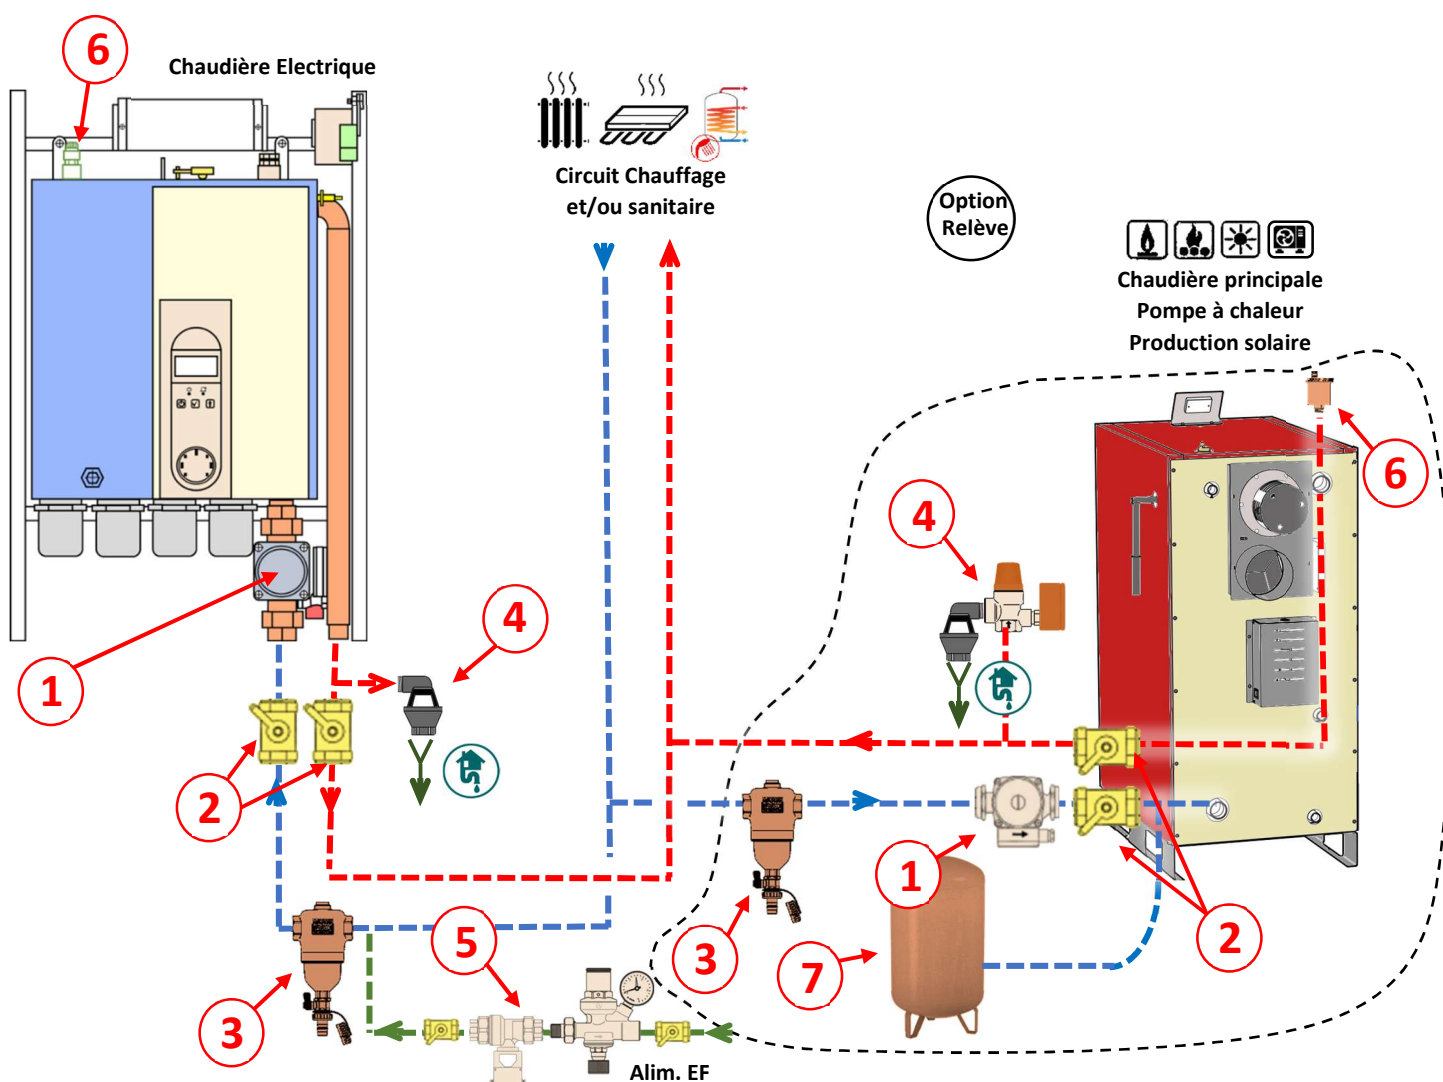 6
Chaudière Electrique
Circuit Chauffage
et/ou sanitaire
Option
Relève
Chaudière principale
Pompe à chaleur
Production solaire
6
4
4
1
2
1
3
2
5
7
3
Alim. EF